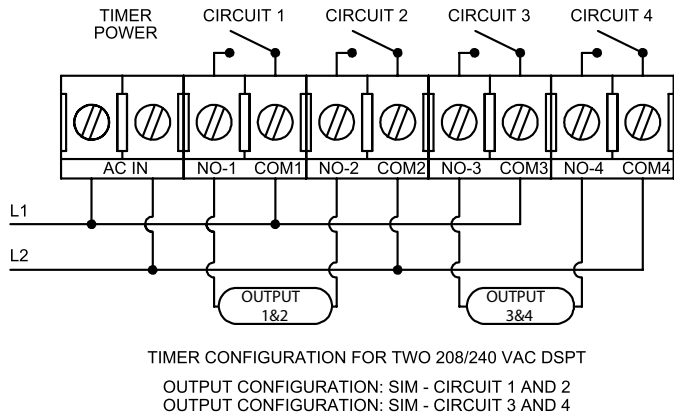 TIMER POWER
CIRCUIT 1
CIRCUIT 2
CIRCUIT 3
CIRCUIT 4
AC IN
NO-1
COM1
NO-2
COM2
NO-3
COM3
NO-4
COM4
L1
L2
OUTPUT
1&2
OUTPUT
3&4
TIMER CONFIGURATION FOR TWO 208/240 VAC DSPT
OUTPUT CONFIGURATION: SIM - CIRCUIT 1 AND 2
OUTPUT CONFIGURATION: SIM - CIRCUIT 3 AND 4